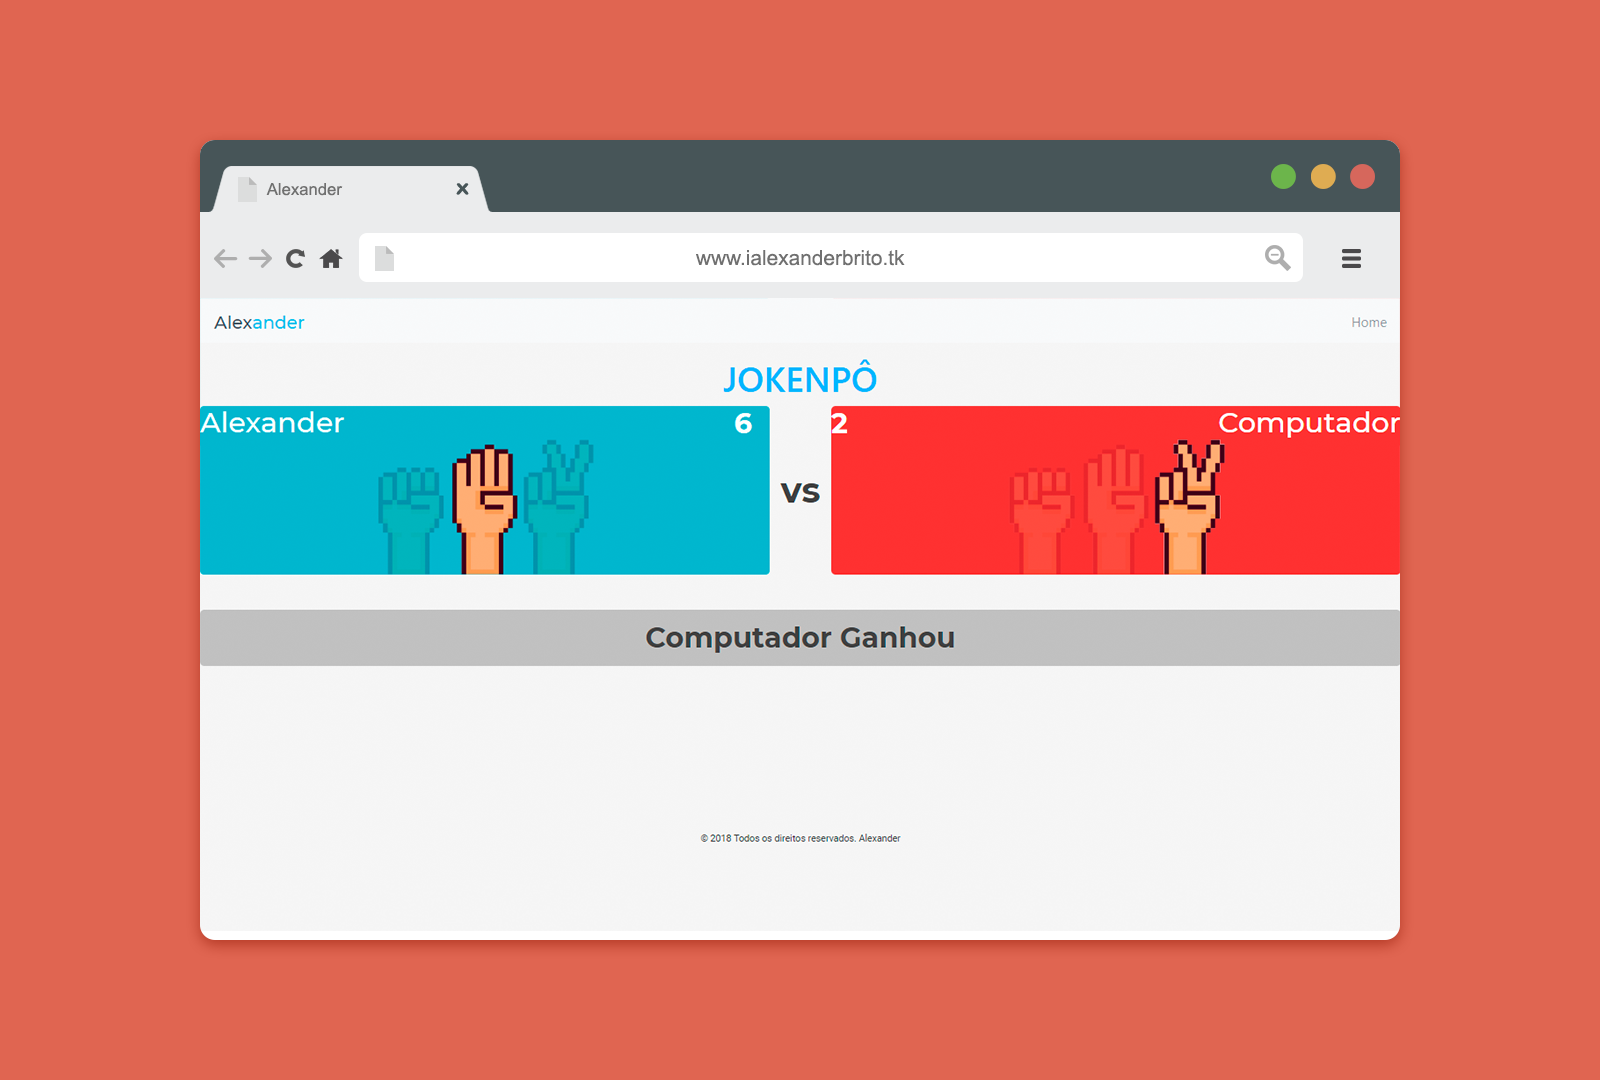 Alexander
www.ialexanderbrito.tk
Alexander
Home
JOKENPÔ
Alexander 6
2 Computador
vs
Computador Ganhou
© 2018 Todos os direitos reservados. Alexander